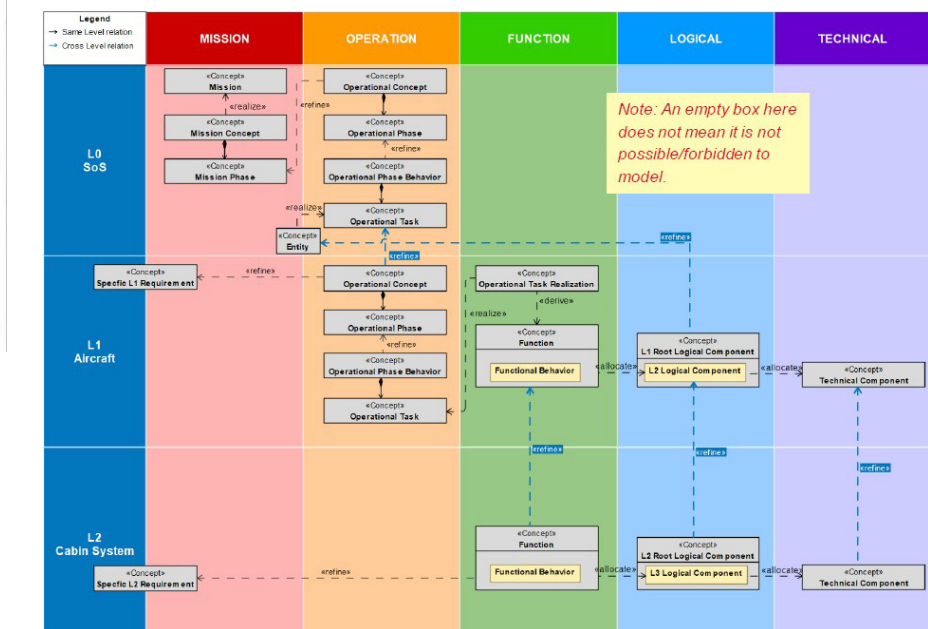 Legend
Same Level relation
Cross Level relation
MISSION
OPERATION
FUNCTION
LOGICAL
TECHNICAL
L0
SoS
«Concept»
Mission
«realize»
«Concept»
Mission Concept
«Concept»
Mission Phase
«refine»
«Concept»
Operational Concept
«Concept»
Operational Phase
«refine»
«Concept»
Operational Phase Behavior
«Concept»
Operational Task
«realize»
«Concept»
Entity
«refine»
«refine»
Note: An empty box here
does not mean it is not
possible/forbidden to
model.
L1
Aircraft
«Concept»
Specfic L1 Requirement
«refine»
«Concept»
Operational Concept
«Concept»
Operational Phase
«refine»
«Concept»
Operational Phase Behavior
«Concept»
Operational Task
«Concept»
Operational Task Realization
«derive»
«realize»
«Concept»
Function
Functional Behavior
«allocate»
«Concept»
L1 Root Logical Component
L2 Logical Component
«allocate»
«Concept»
Technical Component
«refine»
«refine»
«refine»
L2
Cabin System
«Concept»
Specfic L2 Requirement
«refine»
«Concept»
Function
Functional Behavior
«allocate»
«Concept»
L2 Root Logical Component
L3 Logical Component
«allocate»
«Concept»
Technical Component